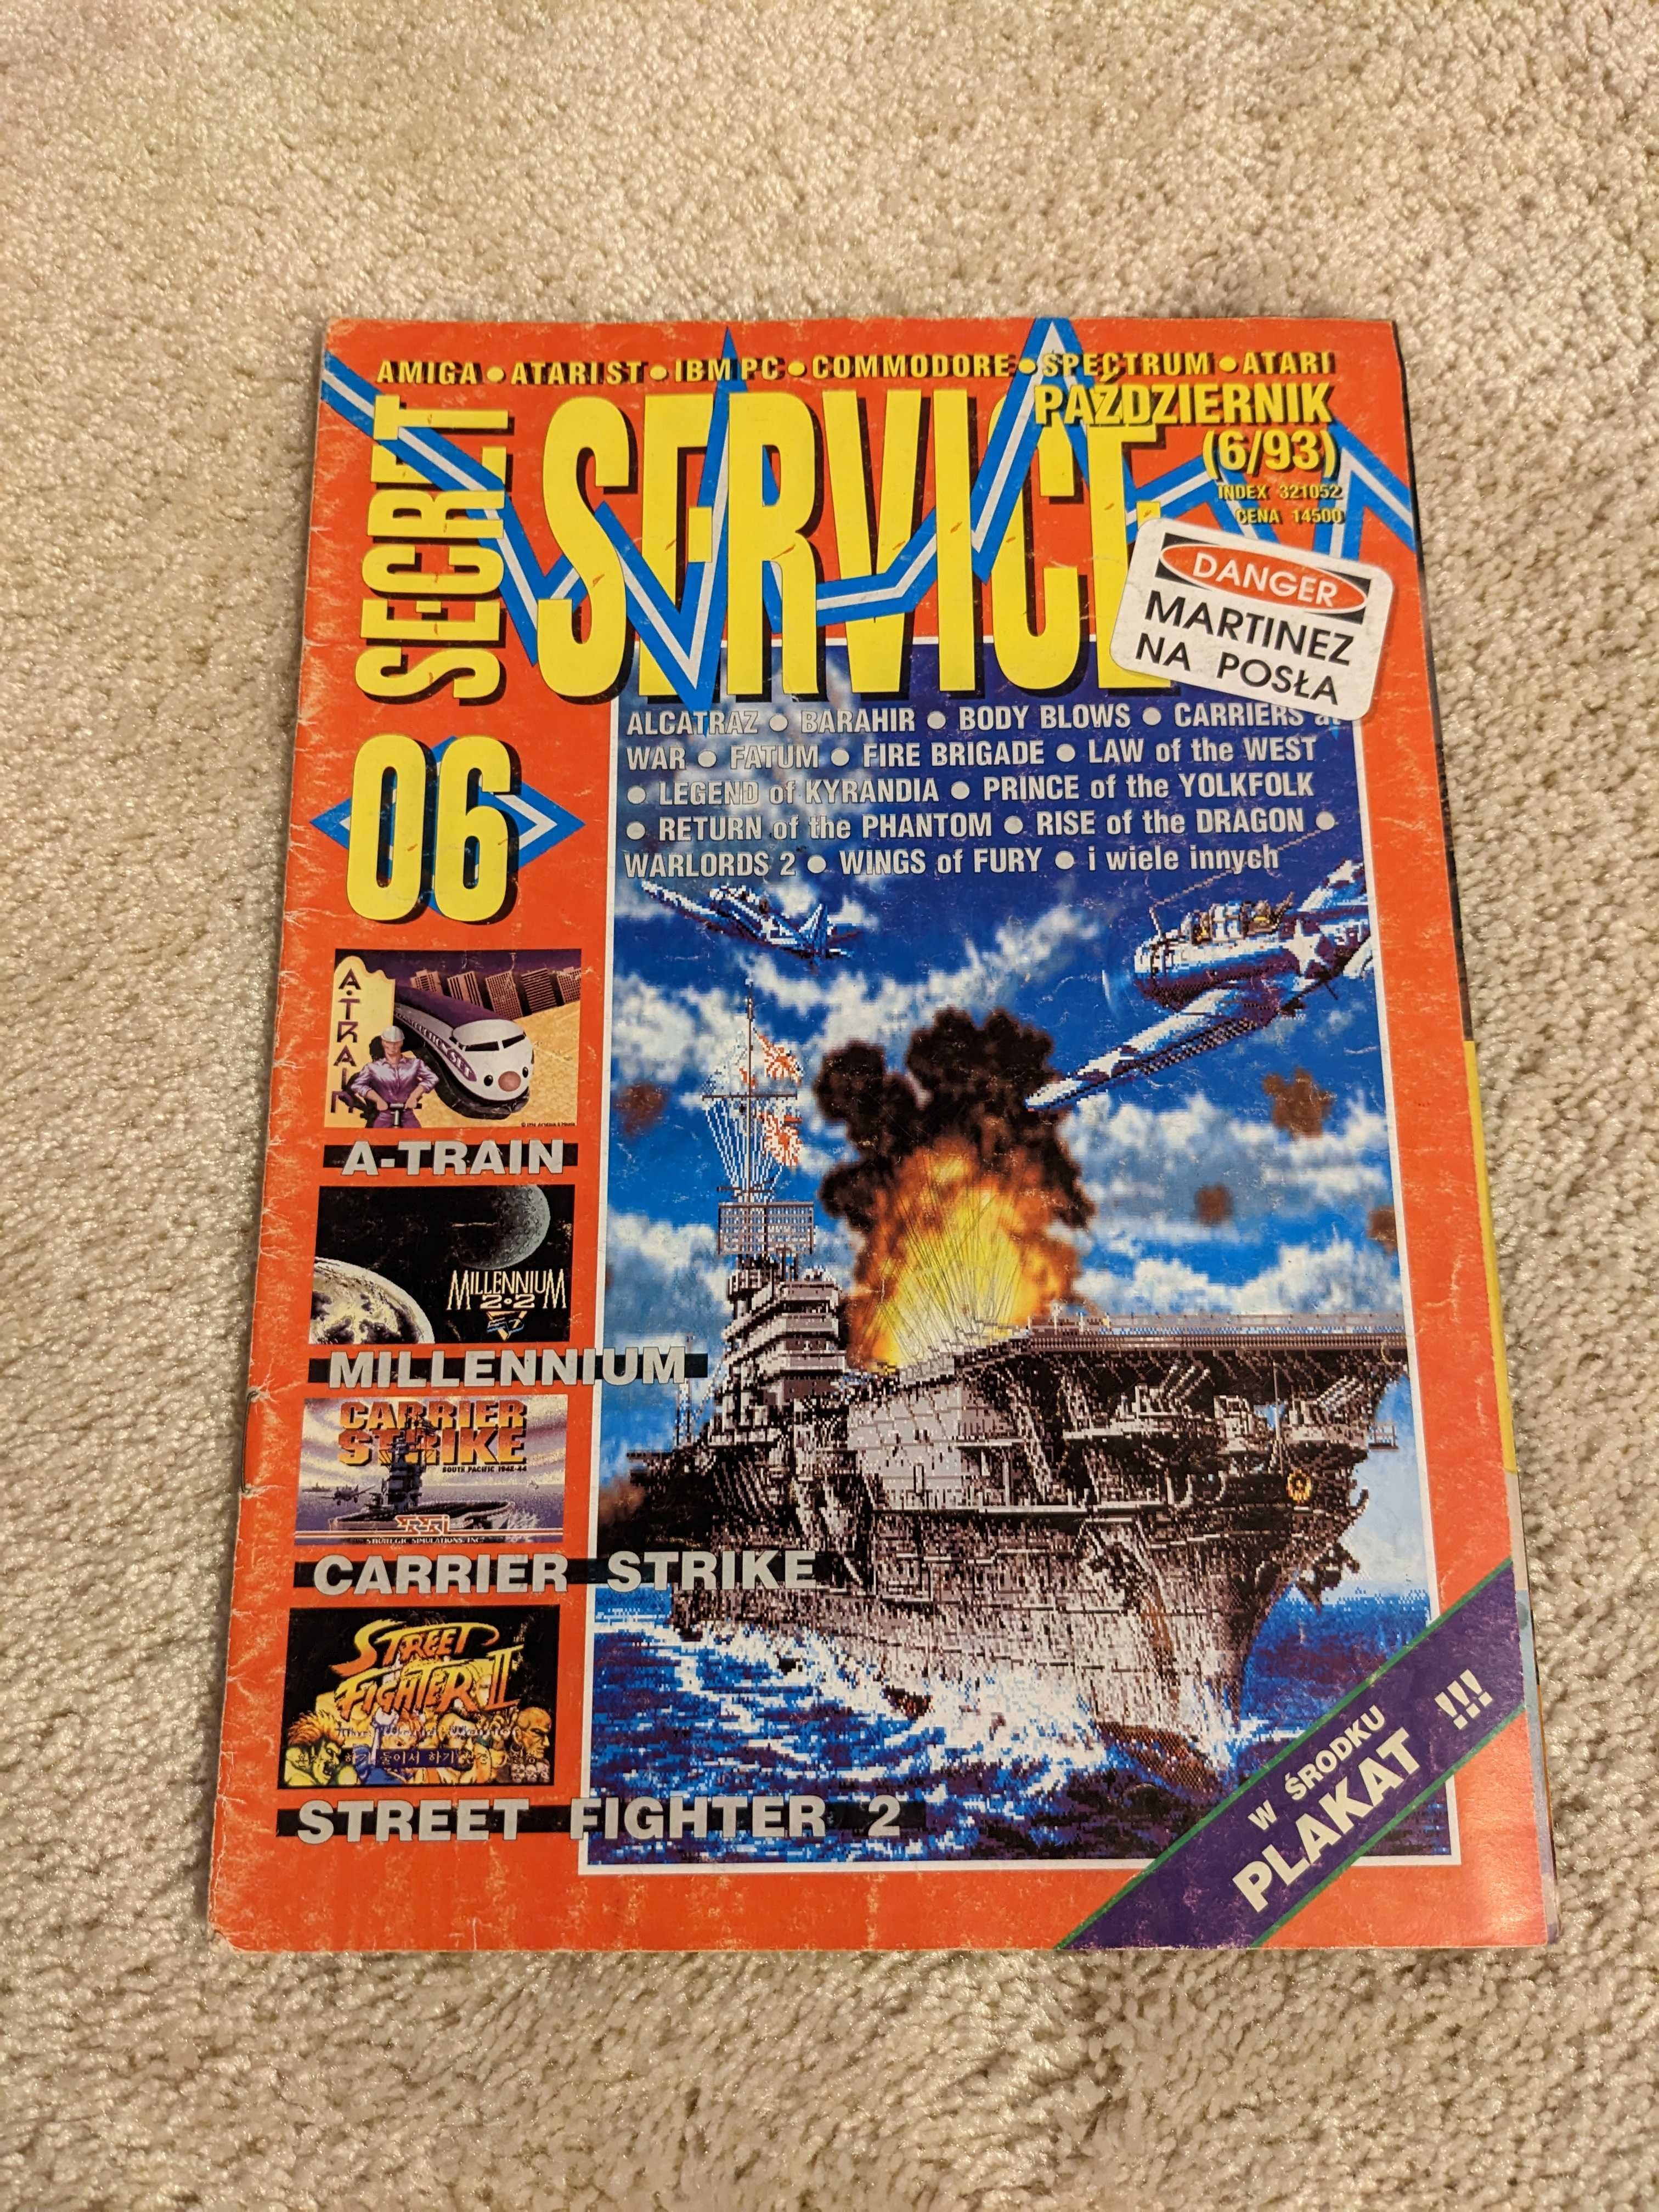 AMIGA ● ATARI ST ● IBM PC ● COMMODORE ● SPECTRUM ● ATARI
SECRET
SERVICE
PAŹDZIERNIK
(6/93)
INDEX 321052
CENA 14500
DANGER
MARTINEZ
NA POSŁA
06
ALCATRAZ ● BARAHIR ● BODY BLOWS ● CARRIERS at
WAR ● FATUM ● FIRE BRIGADE ● LAW of the WEST
● LEGEND of KYRANDIA ● PRINCE of the YOLKFOLK
● RETURN of the PHANTOM ● RISE of the DRAGON ●
WARLORDS 2 ● WINGS of FURY ● i wiele innych
A·TRAIN
A-TRAIN
MILLENNIUM
2·2
MILLENNIUM
CARRIER
STRIKE
SOUTH PACIFIC 1942-44
SSI
STRATEGIC SIMULATIONS, INC.
CARRIER STRIKE
STREET
FIGHTER II
STREET FIGHTER 2
W ŚRODKU
PLAKAT !!!